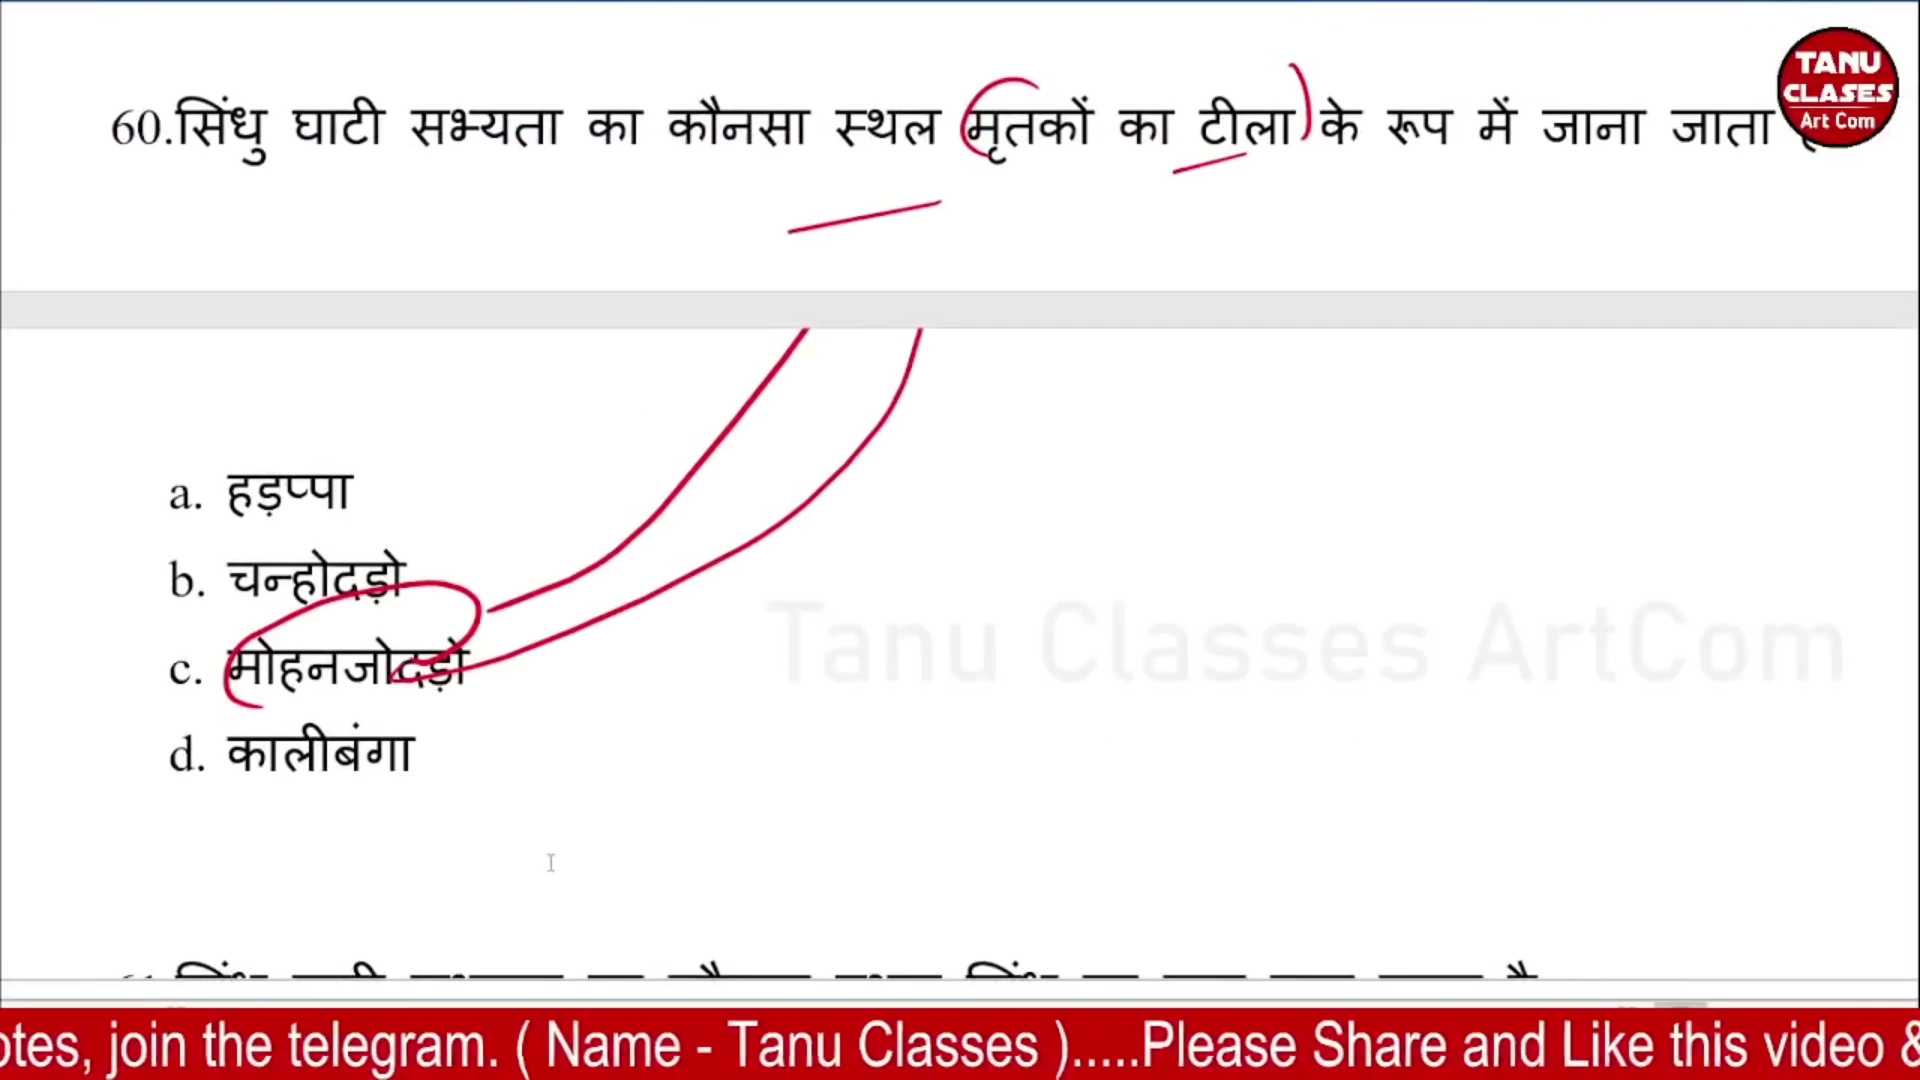 TANU
CLASES
Art Com
60.सिंधु घाटी सभ्यता का कौनसा स्थल मृतकों का टीला के रूप में जाना जाता
a. हड़प्पा
b. चन्होदड़ो
c. मोहनजोदड़ो
d. कालीबंगा
Tanu Classes ArtCom
otes, join the telegram. ( Name - Tanu Classes ).....Please Share and Like this video &